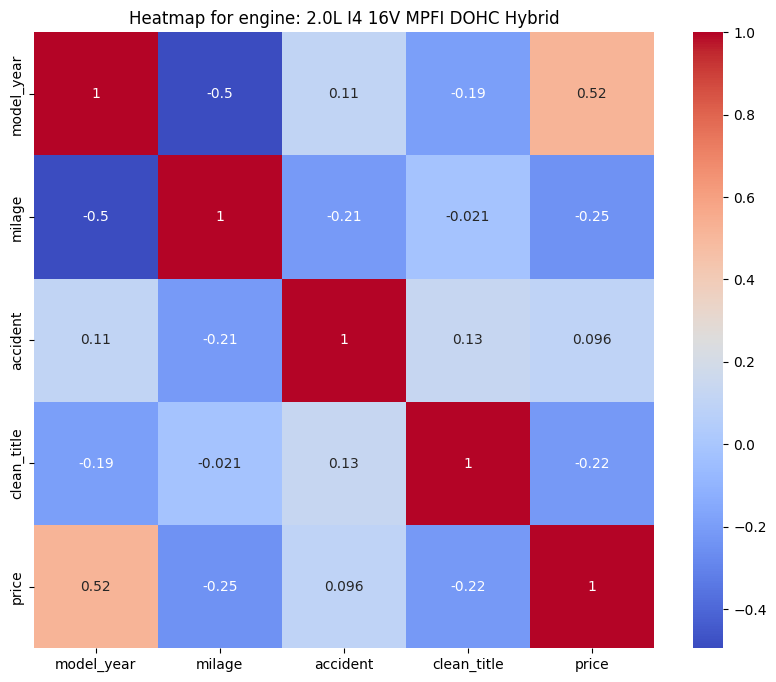 Heatmap for engine: 2.0L I4 16V MPFI DOHC Hybrid
model_year 1 -0.5 0.11 -0.19 0.52
milage -0.5 1 -0.21 -0.021 -0.25
accident 0.11 -0.21 1 0.13 0.096
clean_title -0.19 -0.021 0.13 1 -0.22
price 0.52 -0.25 0.096 -0.22 1
model_year milage accident clean_title price
1.0
0.8
0.6
0.4
0.2
0.0
−0.2
−0.4